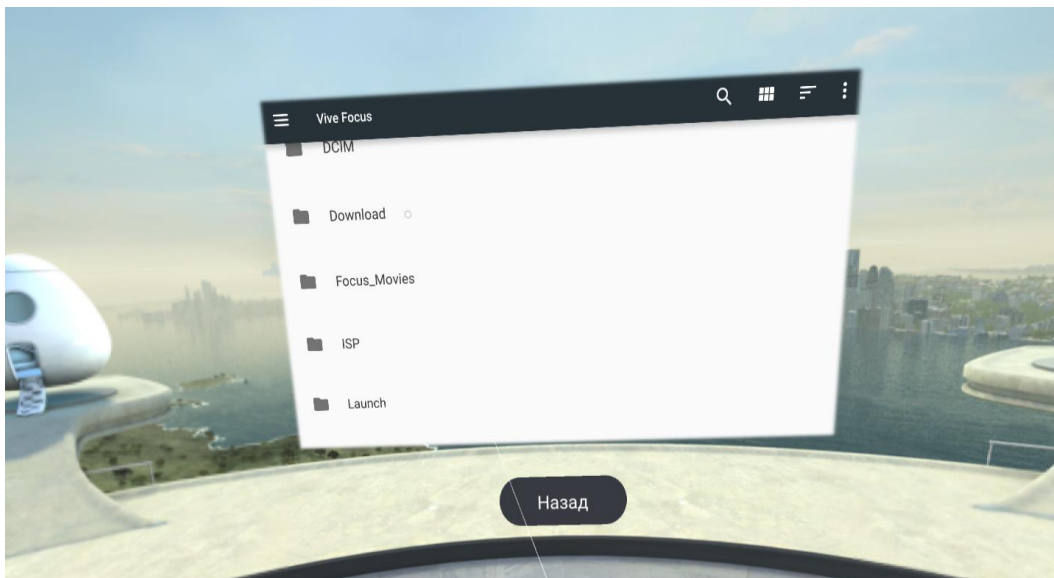 Vive Focus
DCIM
Download
Focus_Movies
ISP
Launch
Назад